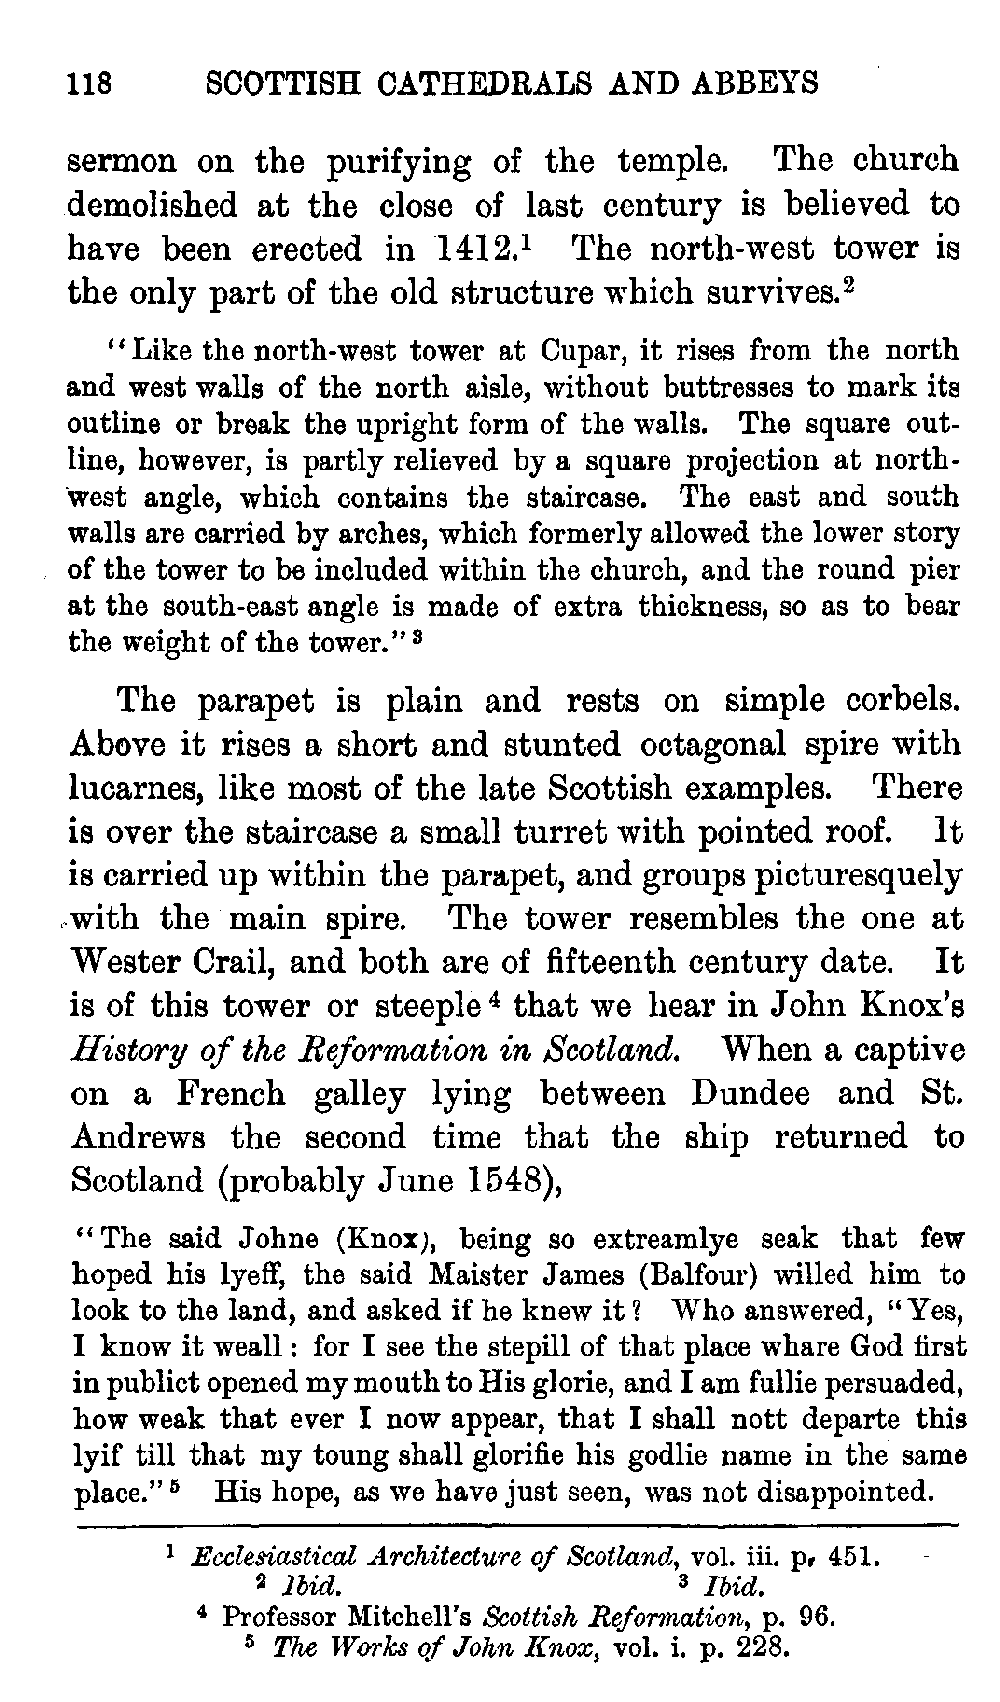 118 SCOTTISH CATHEDRALS AND ABBEYS
sermon on the purifying of the temple. The church
demolished at the close of last century is believed to
have been erected in 1412.¹ The north-west tower is
the only part of the old structure which survives.²
"Like the north-west tower at Cupar, it rises from the north
and west walls of the north aisle, without buttresses to mark its
outline or break the upright form of the walls. The square out-
line, however, is partly relieved by a square projection at north-
west angle, which contains the staircase. The east and south
walls are carried by arches, which formerly allowed the lower story
of the tower to be included within the church, and the round pier
at the south-east angle is made of extra thickness, so as to bear
the weight of the tower."³
The parapet is plain and rests on simple corbels.
Above it rises a short and stunted octagonal spire with
lucarnes, like most of the late Scottish examples. There
is over the staircase a small turret with pointed roof. It
is carried up within the parapet, and groups picturesquely
with the main spire. The tower resembles the one at
Wester Crail, and both are of fifteenth century date. It
is of this tower or steeple⁴ that we hear in John Knox's
History of the Reformation in Scotland. When a captive
on a French galley lying between Dundee and St.
Andrews the second time that the ship returned to
Scotland (probably June 1548),
"The said Johne (Knox), being so extreamlye seak that few
hoped his lyeff, the said Maister James (Balfour) willed him to
look to the land, and asked if he knew it? Who answered, "Yes,
I know it weall: for I see the stepill of that place whare God first
in publict opened my mouth to His glorie, and I am fullie persuaded,
how weak that ever I now appear, that I shall nott departe this
lyif till that my toung shall glorifie his godlie name in the same
place."⁵ His hope, as we have just seen, was not disappointed.
¹ Ecclesiastical Architecture of Scotland, vol. iii. p. 451.
² Ibid. ³ Ibid.
⁴ Professor Mitchell's Scottish Reformation, p. 96.
⁵ The Works of John Knox, vol. i. p. 228.